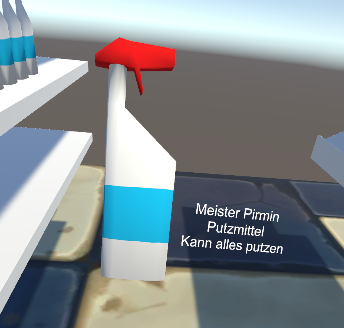 Meister Pirmin
Putzmittel
Kann alles putzen